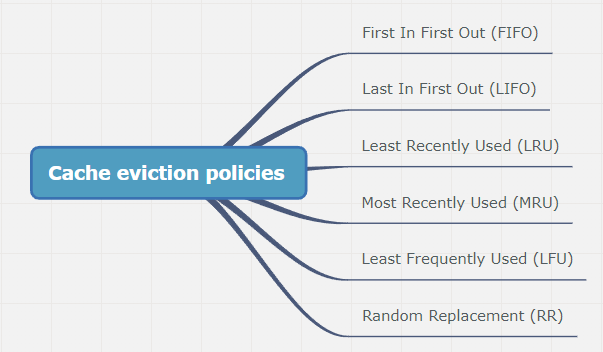 First In First Out (FIFO)
Last In First Out (LIFO)
Least Recently Used (LRU)
Cache eviction policies
Most Recently Used (MRU)
Least Frequently Used (LFU)
Random Replacement (RR)